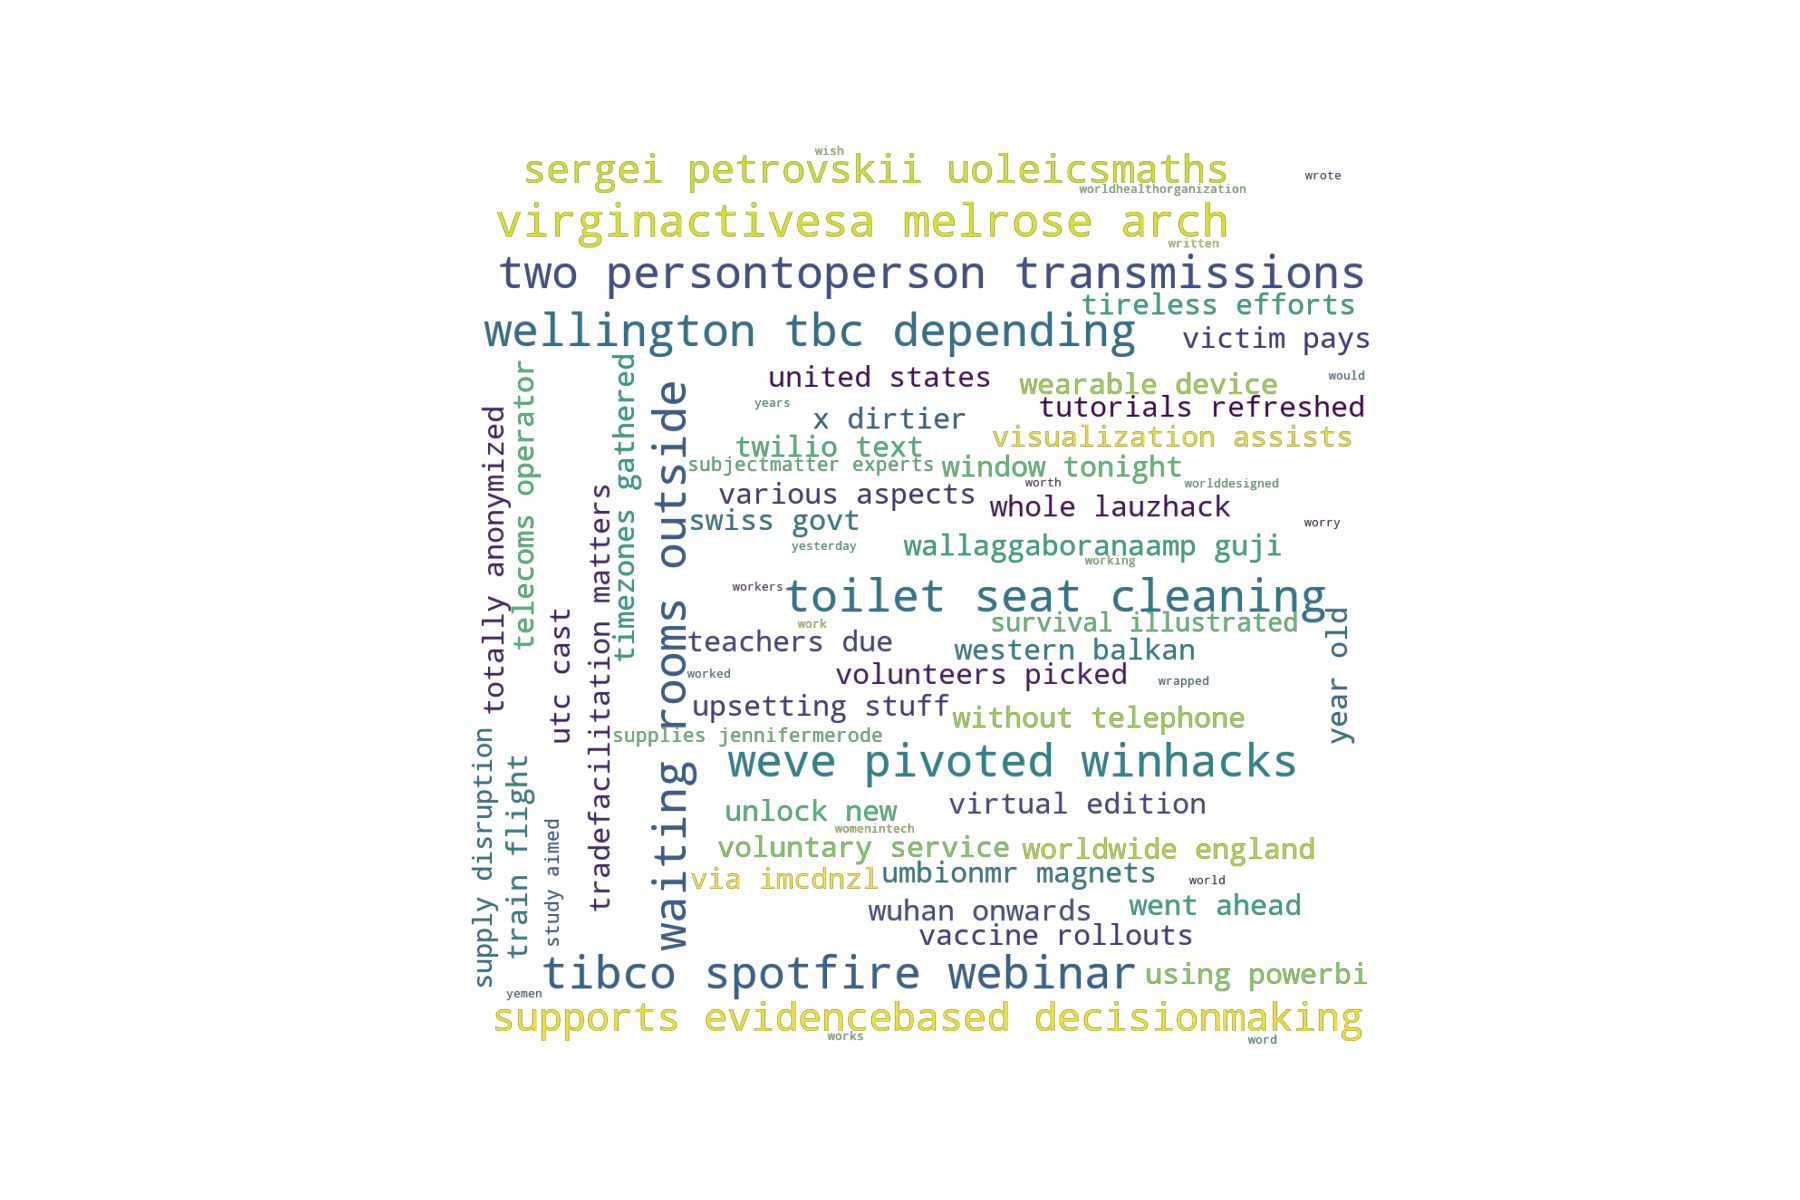 wish
sergei petrovskii uoleicsmaths
wrote
worldhealthorganization
virginactivesa melrose arch
written
two persontoperson transmissions
tireless efforts
wellington tbc depending
victim pays
united states
wearable device
would
years
x dirtier
tutorials refreshed
twilio text
visualization assists
subjectmatter experts
window tonight
various aspects
worth
worlddesigned
whole lauzhack
swiss govt
worry
yesterday
wallaggaboranaamp guji
working
workers
toilet seat cleaning
work
survival illustrated
teachers due
western balkan
worked
volunteers picked
wrapped
upsetting stuff
without telephone
supplies jennifermerode
weve pivoted winhacks
unlock new
virtual edition
womenintech
voluntary service
worldwide england
via imcdnzl
umbionmr magnets
world
wuhan onwards
went ahead
vaccine rollouts
tibco spotfire webinar
using powerbi
yemen
supports evidencebased decisionmaking
works
word
supply disruption
totally anonymized
train flight
telecoms operator
study aimed
utc cast
tradefacilitation matters
timezones gathered
waiting rooms outside
year old